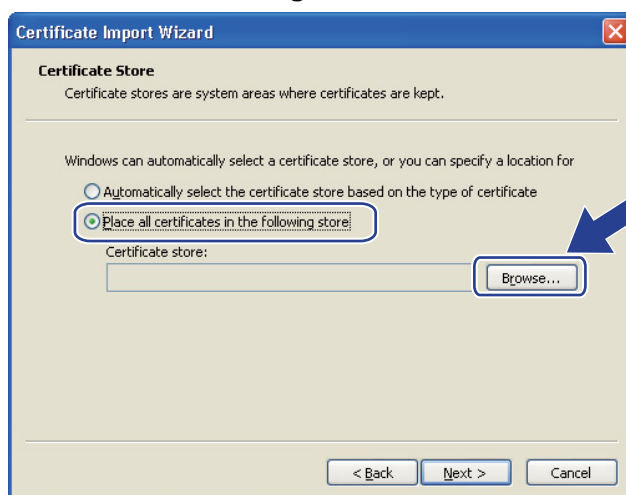 Certificate Import Wizard
Certificate Store
Certificate stores are system areas where certificates are kept.
Windows can automatically select a certificate store, or you can specify a location for
Automatically select the certificate store based on the type of certificate
Place all certificates in the following store
Certificate store:
Browse...
< Back
Next >
Cancel